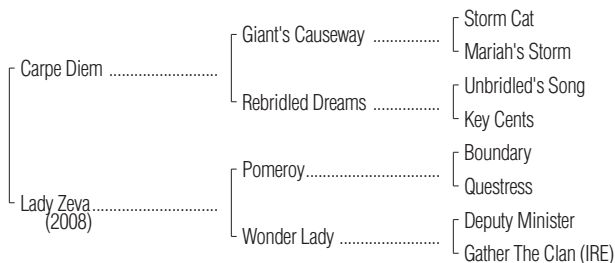 Storm Cat
Giant's Causeway ................
Mariah's Storm
Carpe Diem ..........................
Unbridled's Song
Rebridled Dreams ................
Key Cents
Boundary
Pomeroy................................
Questress
Lady Zeva..............................
(2008)
Deputy Minister
Wonder Lady ........................
Gather The Clan (IRE)